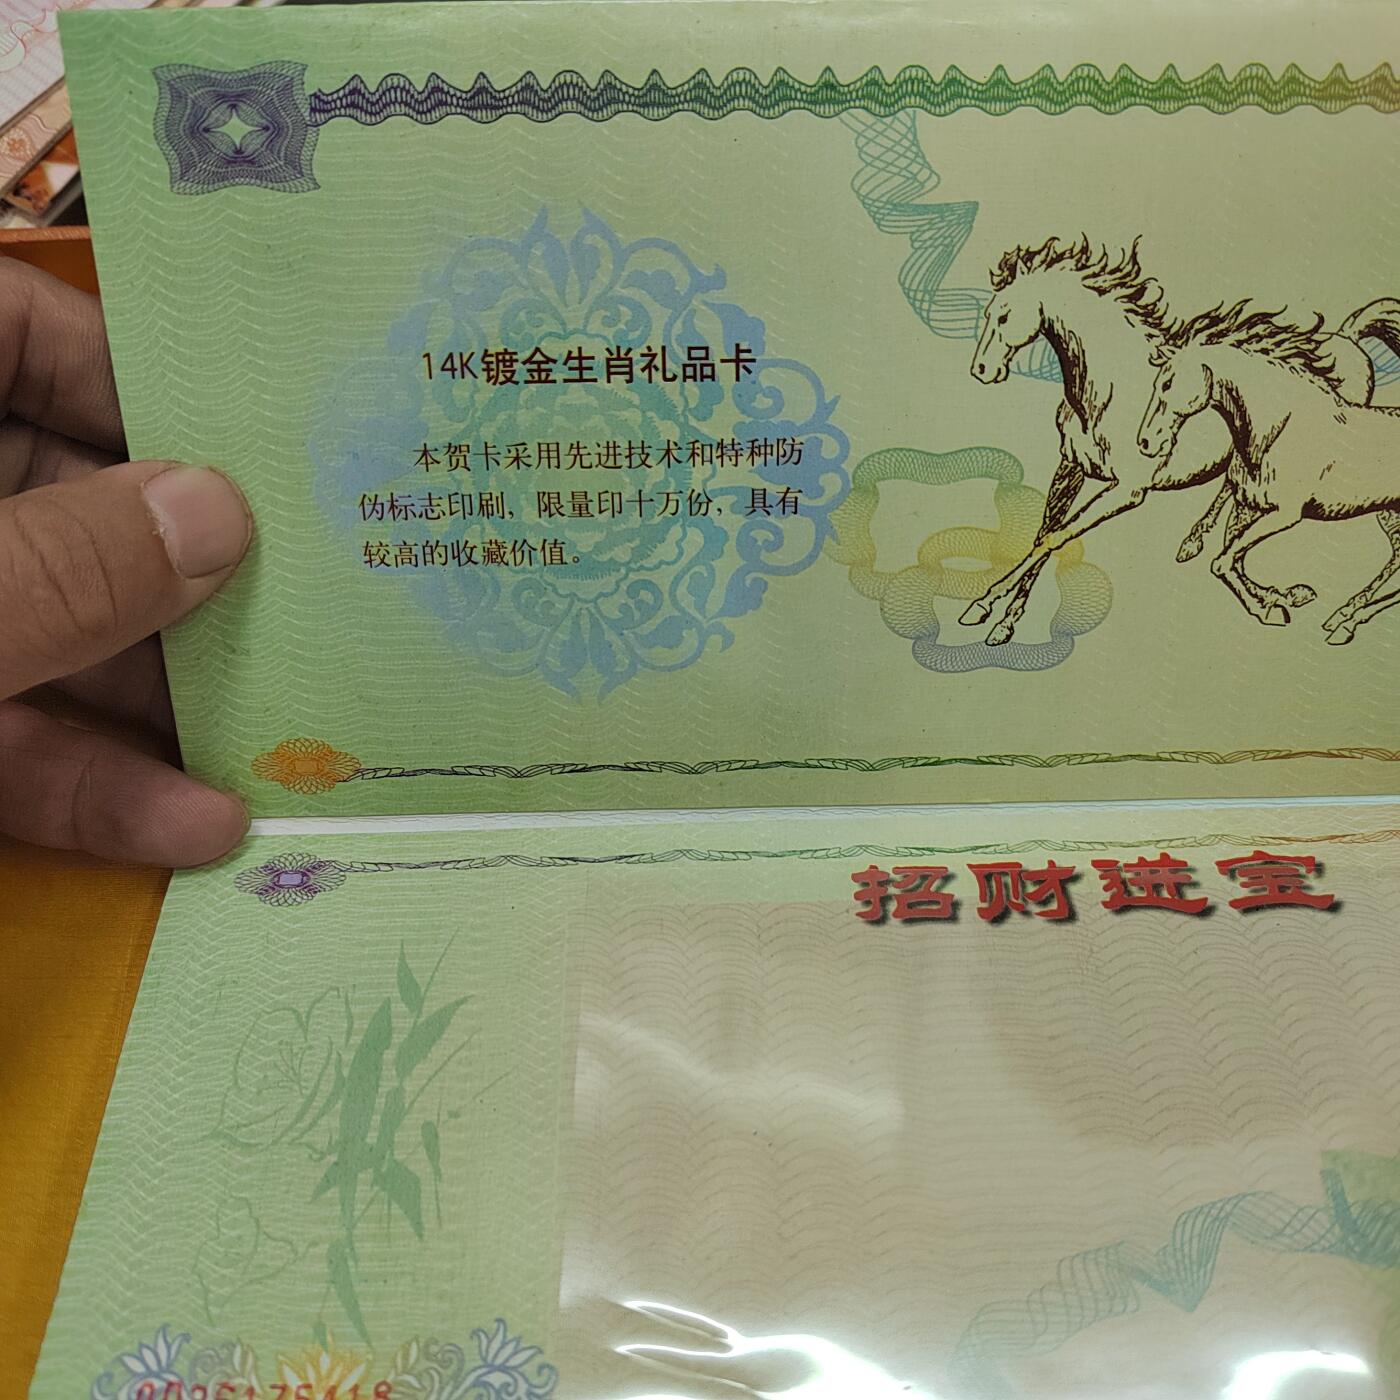 14K镀金生肖礼品卡
本贺卡采用先进技术和特种防
伪标志印刷，限量印十万份，具有
较高的收藏价值。
招财进宝